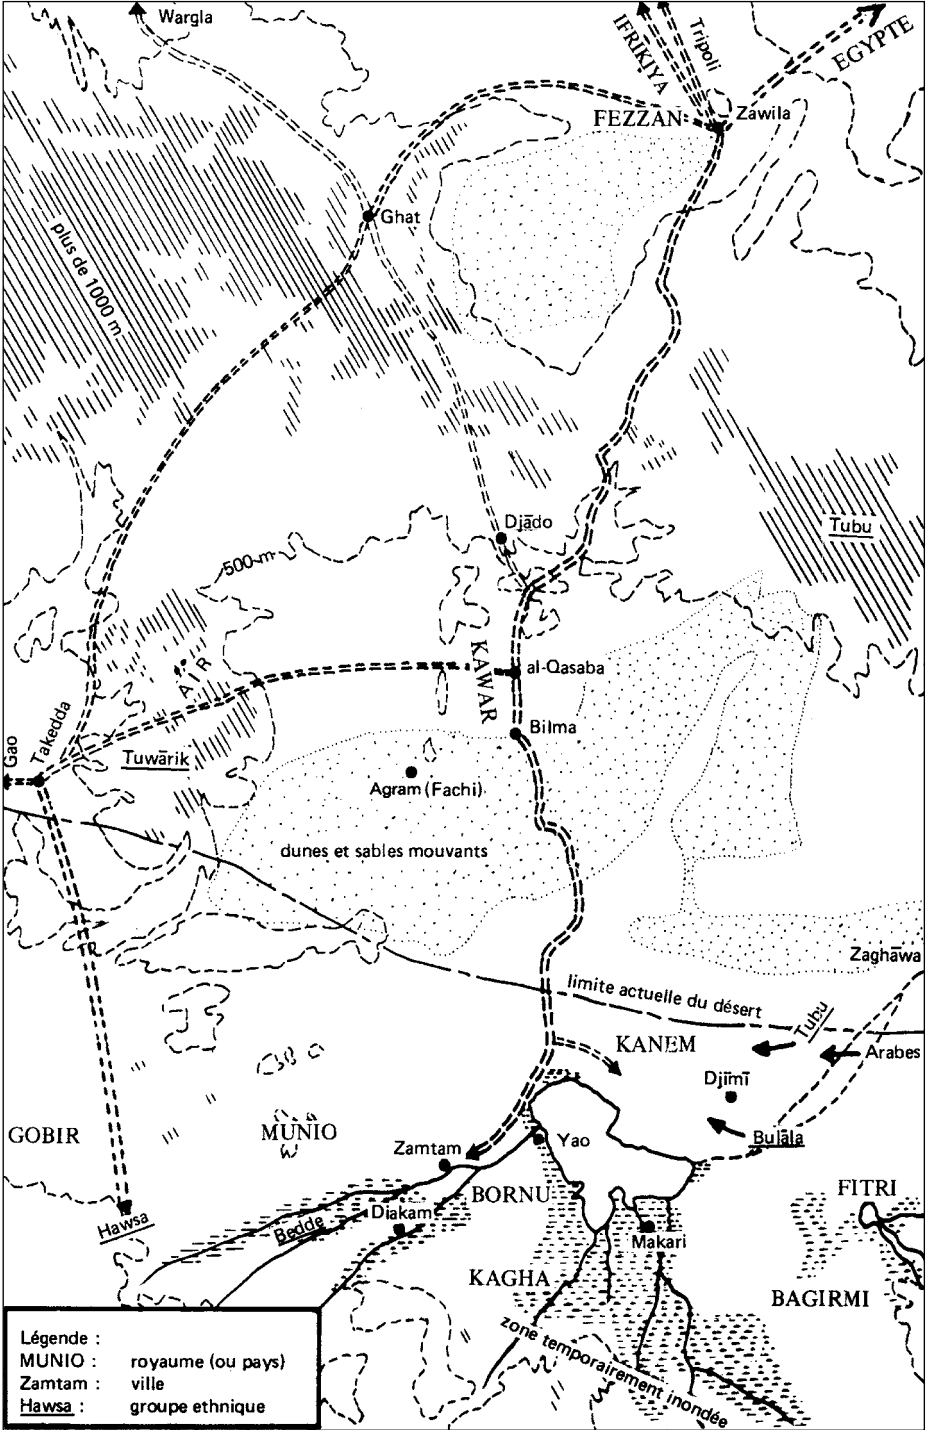 Wargla
IFRIKIYA
Tripoli
EGYPTE
FEZZAN
Zawila
Ghat
plus de 1000 m
Djādo
Tubu
500 m
AÏR
KAWAR
al-Qasaba
Gao
Takedda
Tuwārik
Bilma
Agram (Fachi)
dunes et sables mouvants
Zaghāwa
limite actuelle du désert
Tubu
KANEM
Arabes
Djīmī
GOBIR
MUNIO
Zamtam
Yao
Bulāla
BORNU
FITRI
Hawsa
Bedde
Diakam
Makari
KAGHA
BAGIRMI
zone temporairement inondée
Légende :
MUNIO : royaume (ou pays)
Zamtam : ville
Hawsa : groupe ethnique